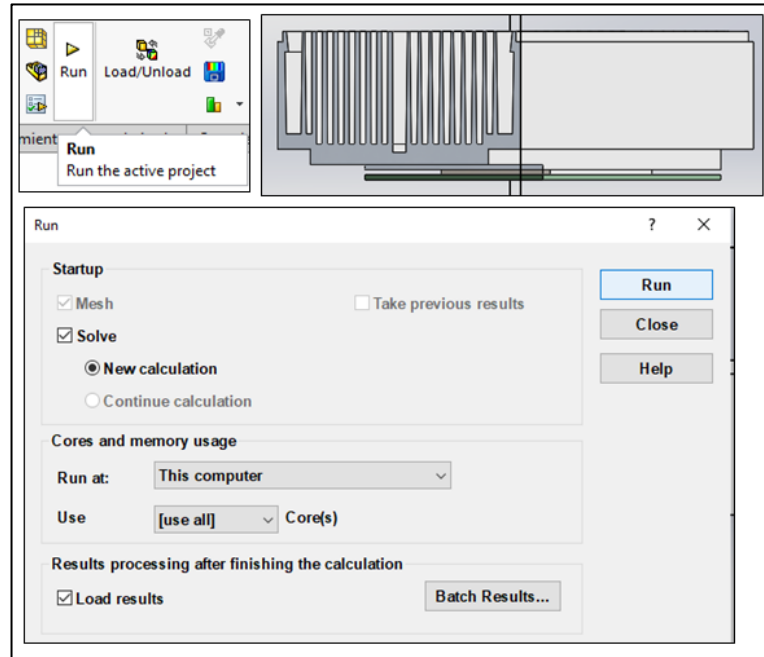 Run
Load/Unload
mient
Run
Run the active project
Run
?
Startup
Mesh
Take previous results
Solve
New calculation
Continue calculation
Run
Close
Help
Cores and memory usage
Run at:
This computer
Use
[use all]
Core(s)
Results processing after finishing the calculation
Load results
Batch Results...